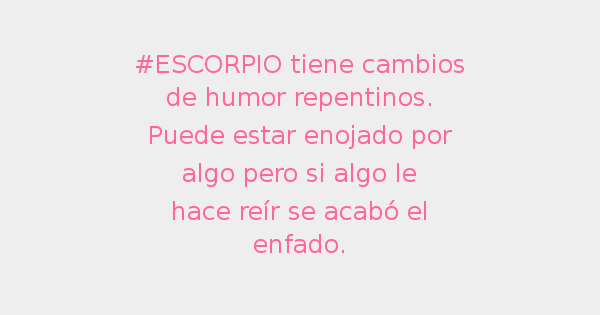 #ESCORPIO tiene cambios
de humor repentinos.
Puede estar enojado por
algo pero si algo le
hace reír se acabó el
enfado.